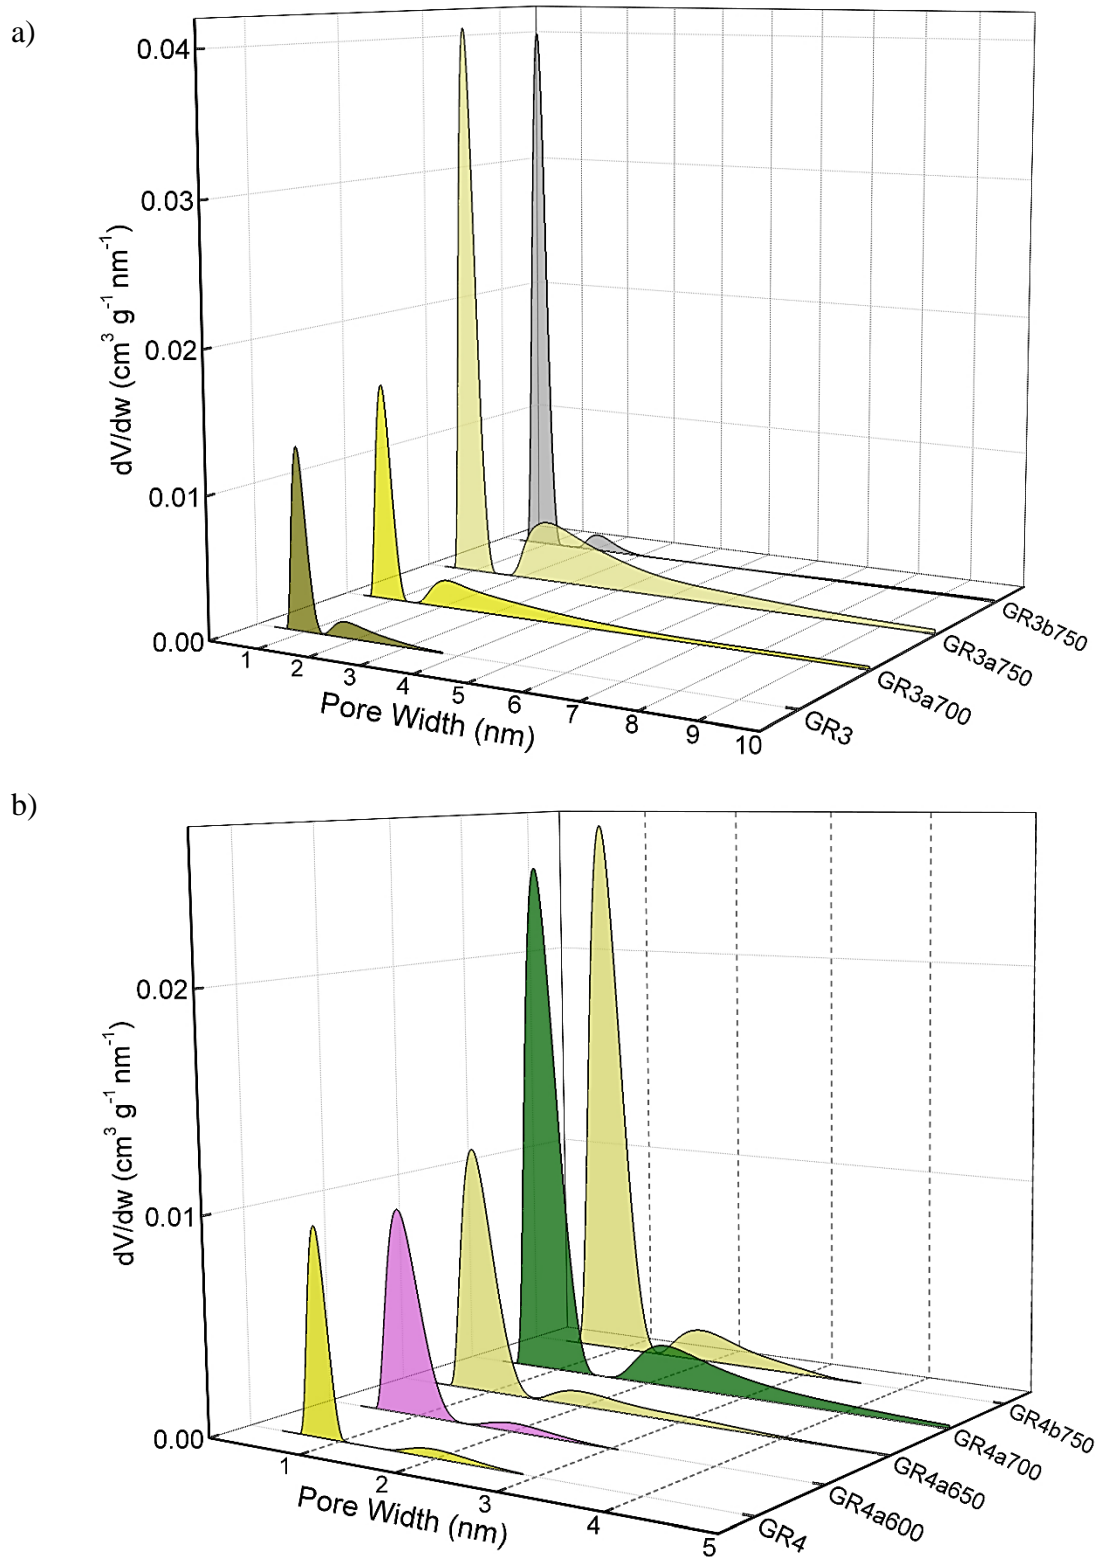 a)
0.04
0.03
0.02
0.01
0.00
dV/dw (cm³ g⁻¹ nm⁻¹)
1 2 3 4 5 6 7 8 9 10
Pore Width (nm)
GR3
GR3a700
GR3a750
GR3b750
b)
0.02
0.01
0.00
dV/dw (cm³ g⁻¹ nm⁻¹)
1 2 3 4 5
Pore Width (nm)
GR4
GR4a600
GR4a650
GR4a700
GR4b750